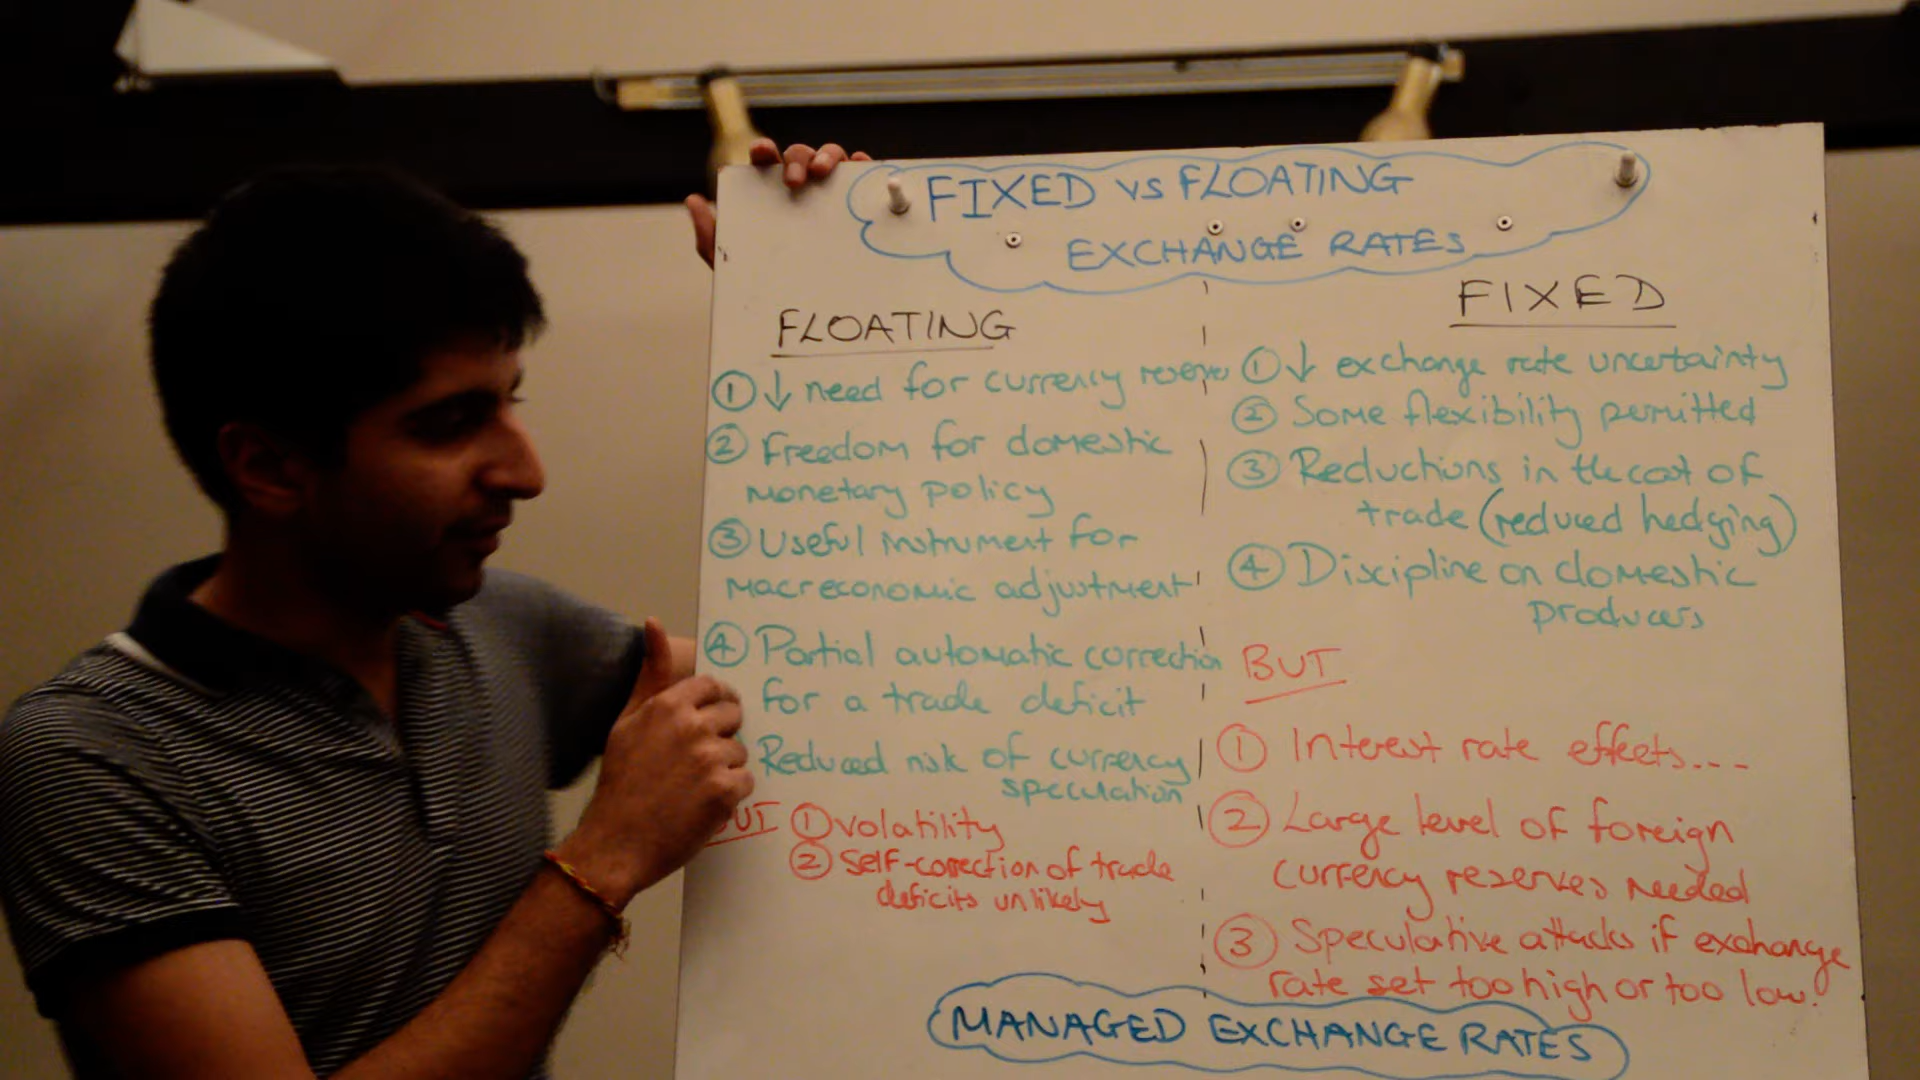 FIXED vs FLOATING
EXCHANGE RATES
FLOATING
① ↓ need for currency reserve
② Freedom for domestic
monetary policy
③ Useful instrument for
macreconomic adjustment
④ Partial automatic correction
for a trade deficit
Reduced risk of currency
speculation
BUT ① volatility
② self-correction of trade
deficits unlikely
FIXED
① ↓ exchange rate uncertainty
② Some flexibility permitted
③ Reductions in the cost of
trade (reduced hedging)
④ Discipline on domestic
producers
BUT
① Interest rate effects...
② Large level of foreign
currency reserves needed
③ Speculative attacks if exchange
rate set too high or too low.
MANAGED EXCHANGE RATES